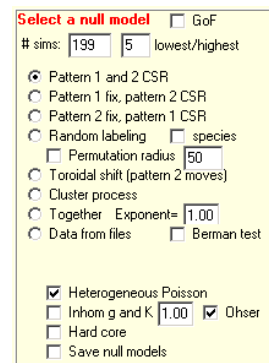 Select a null model GoF
# sims: 199 5 lowest/highest
Pattern 1 and 2 CSR
Pattern 1 fix, pattern 2 CSR
Pattern 2 fix, pattern 1 CSR
Random labeling species
Permutation radius 50
Toroidal shift (pattern 2 moves)
Cluster process
Together Exponent= 1.00
Data from files Berman test
Heterogeneous Poisson
Inhom g and K 1.00 Ohser
Hard core
Save null models